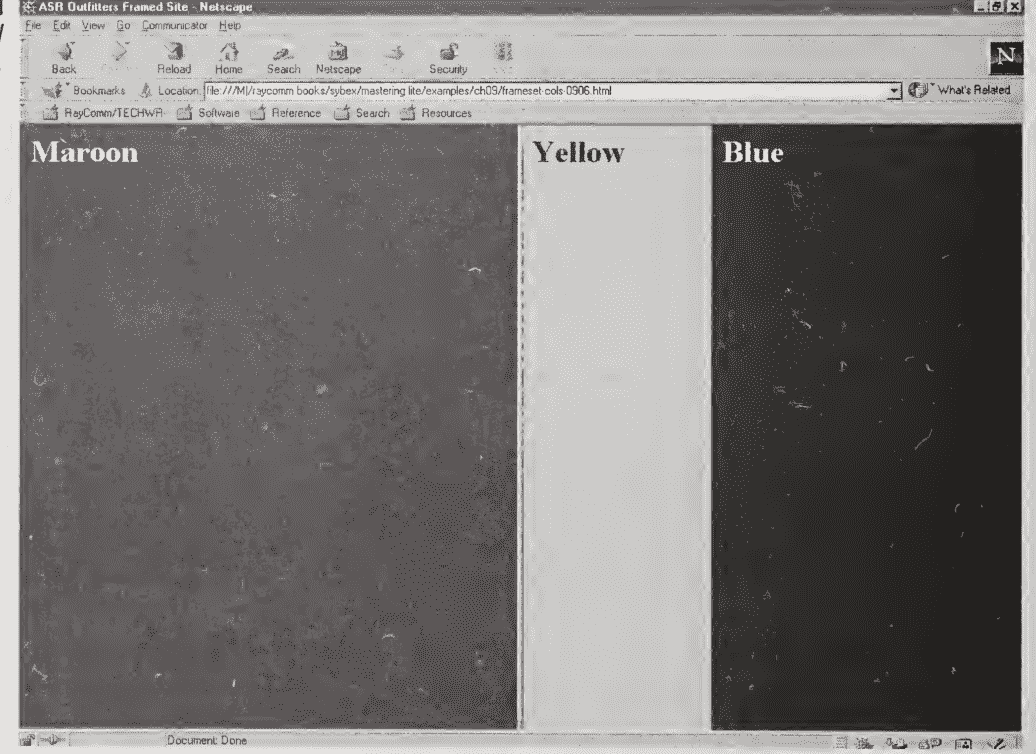 ASR Outfitters Framed Site - Netscape
File Edit View Go Communicator Help
Back Reload Home Search Netscape Security
Bookmarks Location: file:///M|/raycomm books/sybex/mastering lite/examples/ch09/frameset-cols-0906.html What's Related
RayComm/TECHWR Software Reference Search Resources
Maroon Yellow Blue
Document: Done